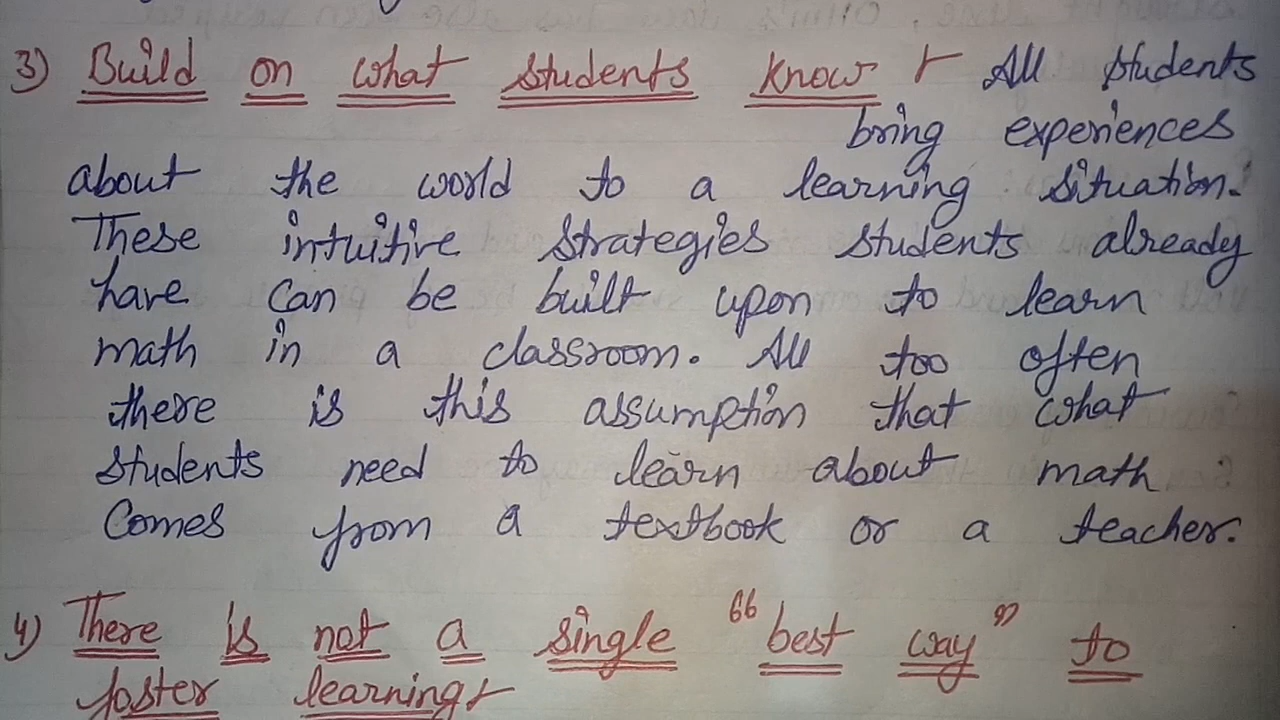 3) Build on what students know :- All students
bring experiences
about the world to a learning situation.
These intuitive strategies students already
have can be built upon to learn
math in a classroom. All too often
there is this assumption that what
students need to learn about math
Comes from a textbook or a teacher.
4) There is not a single "best way" to
foster learning :-